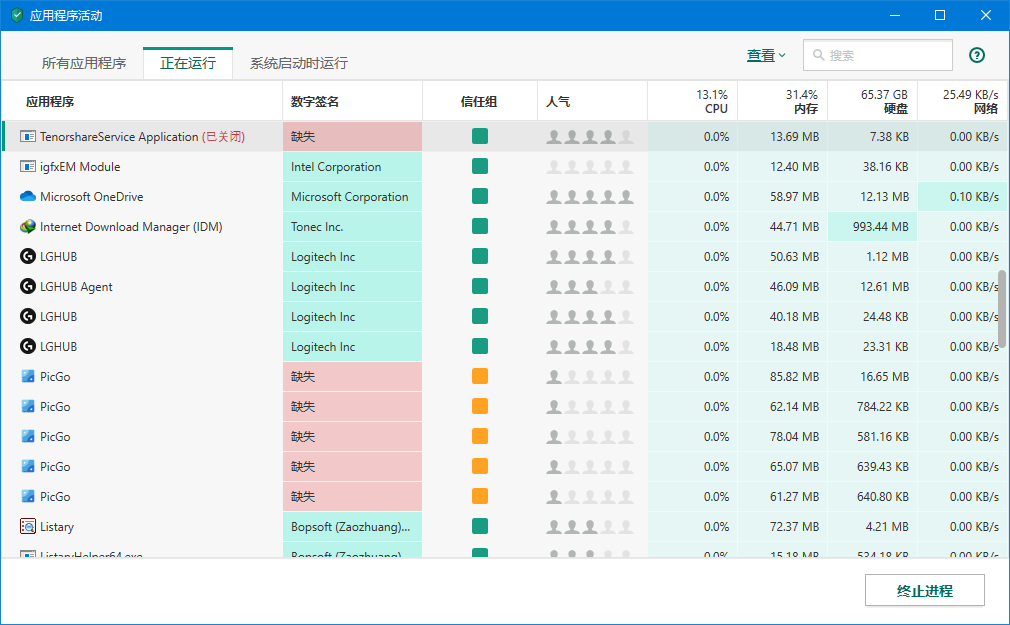 应用程序活动
所有应用程序 正在运行 系统启动时运行 查看 搜索
应用程序 数字签名 信任组 人气 13.1% CPU 31.4% 内存 65.37 GB 硬盘 25.49 KB/s 网络
TenorshareService Application (已关闭) 缺失 0.0% 13.69 MB 7.38 KB 0.00 KB/s
igfxEM Module Intel Corporation 0.0% 12.40 MB 38.16 KB 0.00 KB/s
Microsoft OneDrive Microsoft Corporation 0.0% 58.97 MB 12.13 MB 0.10 KB/s
Internet Download Manager (IDM) Tonec Inc. 0.0% 44.71 MB 993.44 MB 0.00 KB/s
LGHUB Logitech Inc 0.0% 50.63 MB 1.12 MB 0.00 KB/s
LGHUB Agent Logitech Inc 0.0% 46.09 MB 12.61 MB 0.00 KB/s
LGHUB Logitech Inc 0.0% 40.18 MB 24.48 KB 0.00 KB/s
LGHUB Logitech Inc 0.0% 18.48 MB 23.31 KB 0.00 KB/s
PicGo 缺失 0.0% 85.82 MB 16.65 MB 0.00 KB/s
PicGo 缺失 0.0% 62.14 MB 784.22 KB 0.00 KB/s
PicGo 缺失 0.0% 78.04 MB 581.16 KB 0.00 KB/s
PicGo 缺失 0.0% 65.07 MB 639.43 KB 0.00 KB/s
PicGo 缺失 0.0% 61.27 MB 640.80 KB 0.00 KB/s
Listary Bopsoft (Zaozhuang)... 0.0% 72.37 MB 4.21 MB 0.00 KB/s
ListaryHelper64.exe Bopsoft (Zaozhuang) 0.0% 15.18 MB 534.18 KB 0.00 KB/s
终止进程